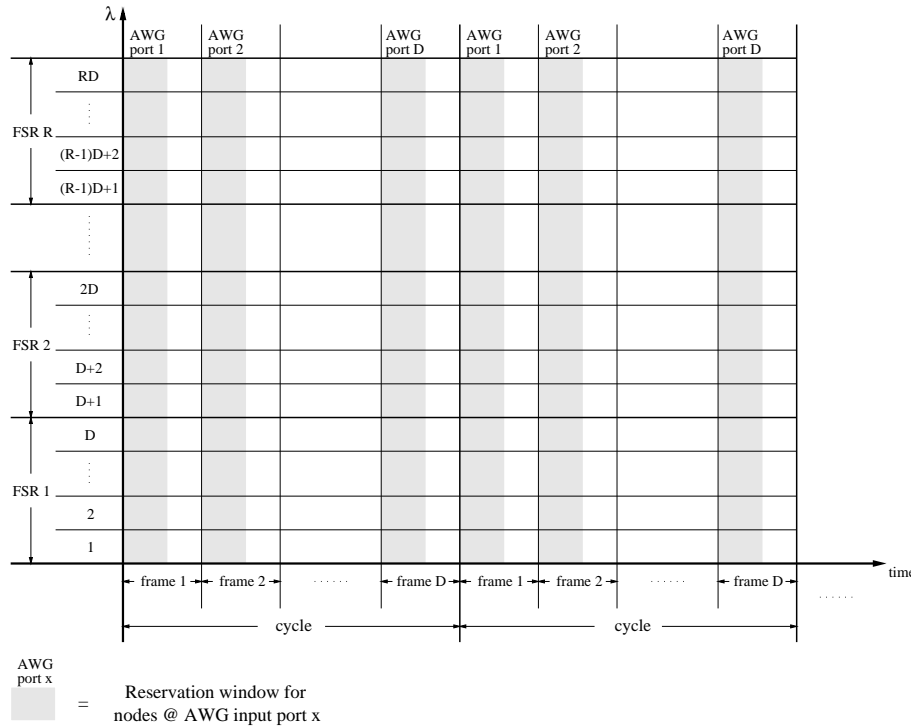 λ
AWG port 1
AWG port 2
AWG port D
AWG port 1
AWG port 2
AWG port D
FSR R
RD
(R-1)D+2
(R-1)D+1
FSR 2
2D
D+2
D+1
FSR 1
D
2
1
frame 1
frame 2
......
frame D
frame 1
frame 2
......
frame D
time
......
cycle
cycle
AWG port x
=
Reservation window for
nodes @ AWG input port x